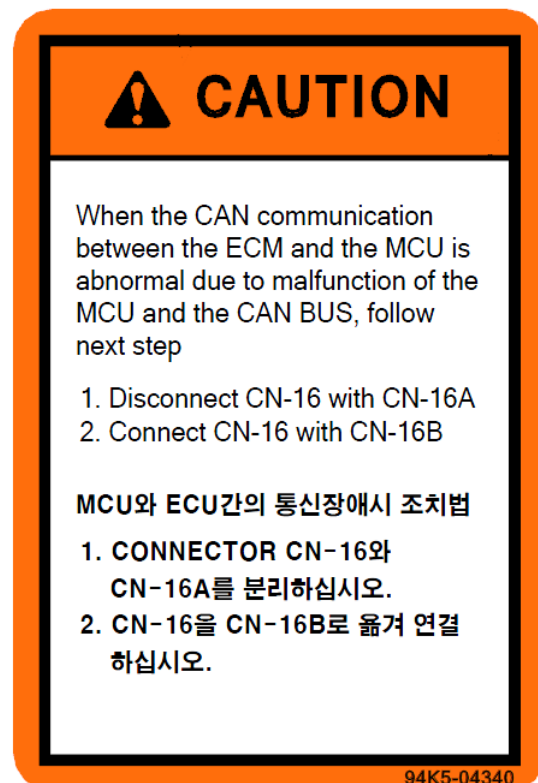 CAUTION
When the CAN communication
between the ECM and the MCU is
abnormal due to malfunction of the
MCU and the CAN BUS, follow
next step
1. Disconnect CN-16 with CN-16A
2. Connect CN-16 with CN-16B
MCU와 ECU간의 통신장애시 조치법
1. CONNECTOR CN-16와
CN-16A를 분리하십시오.
2. CN-16을 CN-16B로 옮겨 연결
하십시오.
94K5-04340